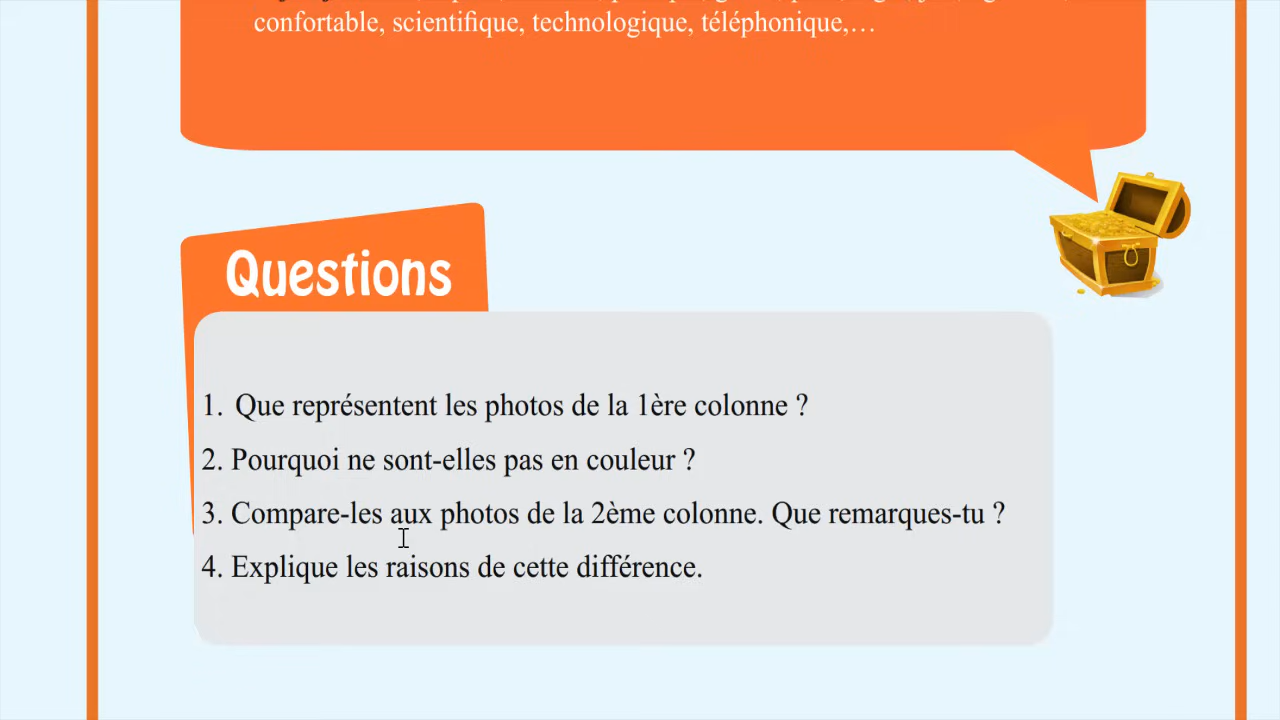 confortable, scientifique, technologique, téléphonique,…
Questions
1. Que représentent les photos de la 1ère colonne ?
2. Pourquoi ne sont-elles pas en couleur ?
3. Compare-les aux photos de la 2ème colonne. Que remarques-tu ?
4. Explique les raisons de cette différence.